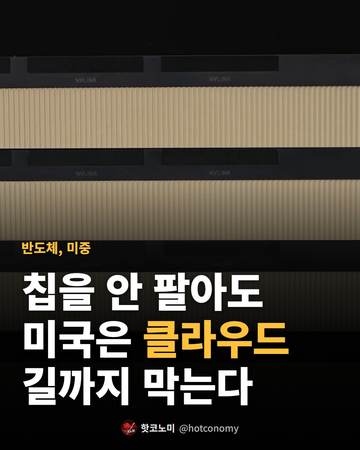 반도체, 미중
칩을 안 팔아도
미국은 클라우드
길까지 막는다
핫코노미 @hotconomy